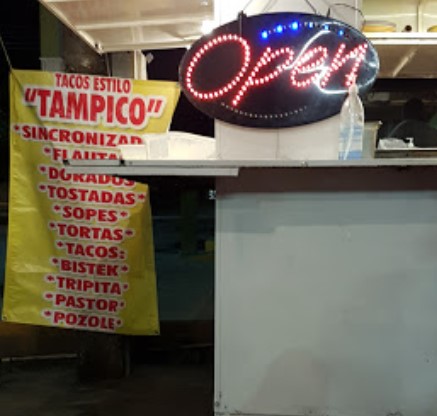 TACOS ESTILO
"TAMPICO"
*SINCRONIZAD
*FLAUTA
DORADOS
*TOSTADAS*
*SOPES*
*TORTAS*
*TACOS:
*BISTEK*
*TRIPITA*
*PASTOR*
*POZOLE*
Open